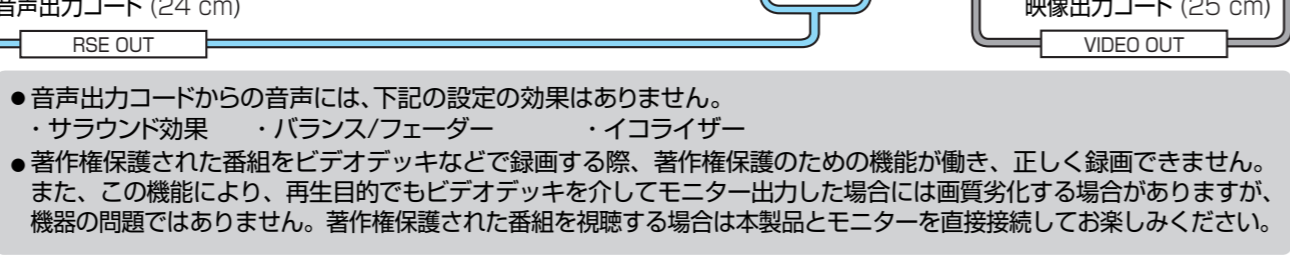 音声出力コード (24 cm)
映像出力コード (25 cm)
RSE OUT
VIDEO OUT
●音声出力コードからの音声には、下記の設定の効果はありません。
・サラウンド効果 ・バランス/フェーダー ・イコライザー
●著作権保護された番組をビデオデッキなどで録画する際、著作権保護のための機能が働き、正しく録画できません。
また、この機能により、再生目的でもビデオデッキを介してモニター出力した場合には画質劣化する場合がありますが、
機器の問題ではありません。著作権保護された番組を視聴する場合は本製品とモニターを直接接続してお楽しみください。